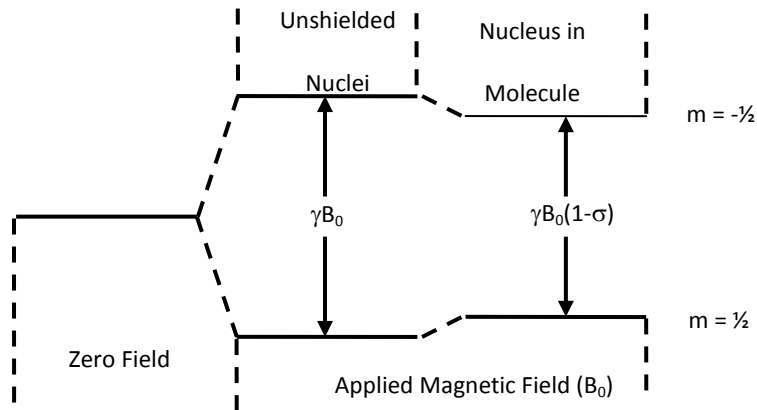 Unshielded
Nuclei
Nucleus in
Molecule
m = -½
γB₀
γB₀(1-σ)
m = ½
Zero Field
Applied Magnetic Field (B₀)